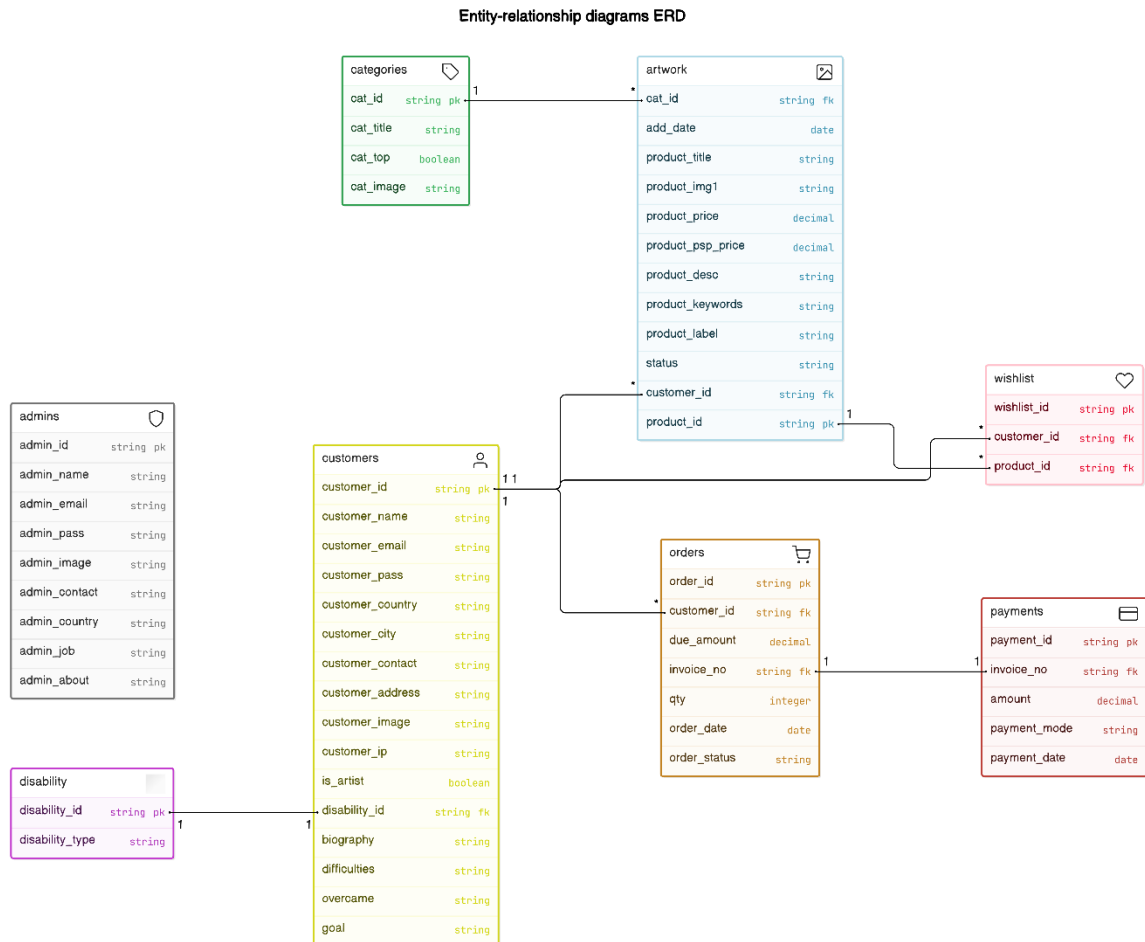 Entity-relationship diagrams ERD
categories
cat_id string pk
cat_title string
cat_top boolean
cat_image string
1
*
artwork
cat_id string fk
add_date date
product_title string
product_img1 string
product_price decimal
product_psp_price decimal
product_desc string
product_keywords string
product_label string
status string
*
customer_id string fk
product_id string pk
1
wishlist
wishlist_id string pk
*
customer_id string fk
*
product_id string fk
admins
admin_id string pk
admin_name string
admin_email string
admin_pass string
admin_image string
admin_contact string
admin_country string
admin_job string
admin_about string
customers
customer_id string pk
1 1
1
customer_name string
customer_email string
customer_pass string
customer_country string
customer_city string
customer_contact string
customer_address string
customer_image string
customer_ip string
is_artist boolean
disability_id string fk
biography string
difficulties string
overcame string
goal string
orders
order_id string pk
*
customer_id string fk
due_amount decimal
invoice_no string fk
qty integer
order_date date
order_status string
1
1
payments
payment_id string pk
invoice_no string fk
amount decimal
payment_mode string
payment_date date
disability
disability_id string pk
disability_type string
1
1